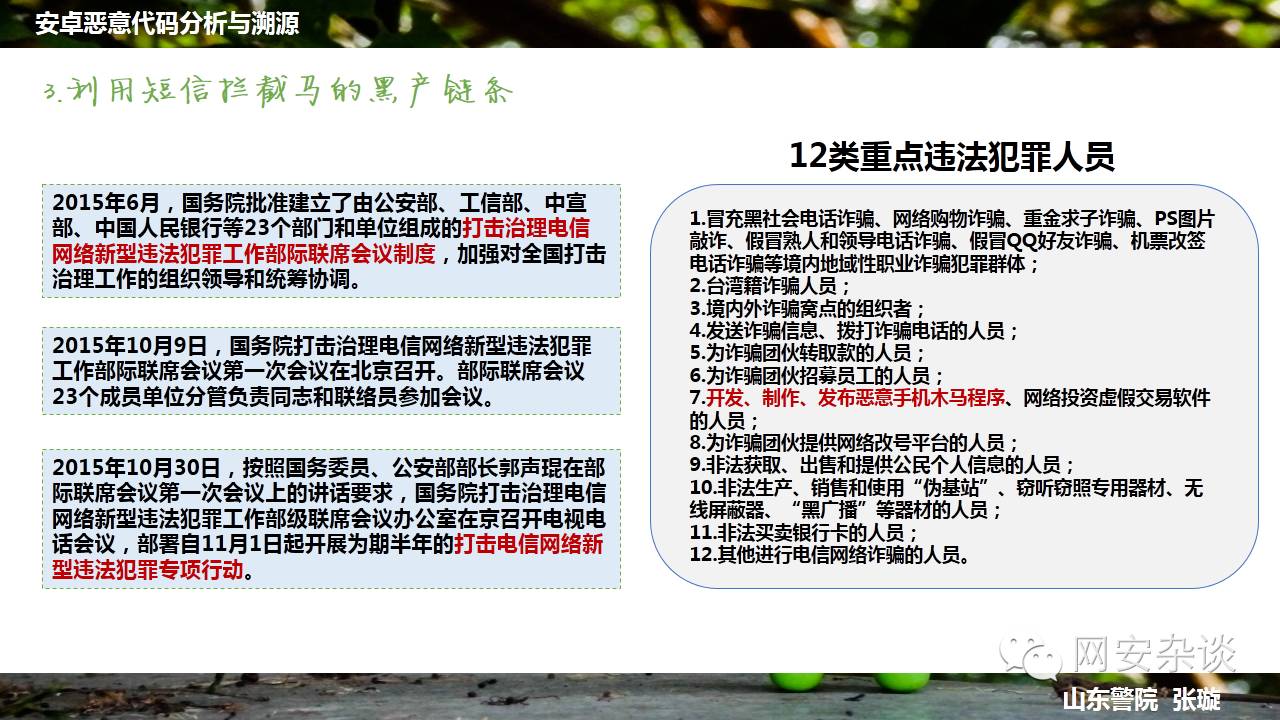 安卓恶意代码分析与溯源
3.利用短信拦截马的黑产链条
2015年6月，国务院批准建立了由公安部、工信部、中宣
部、中国人民银行等23个部门和单位组成的打击治理电信
网络新型违法犯罪工作部际联席会议制度，加强对全国打击
治理工作的组织领导和统筹协调。
2015年10月9日，国务院打击治理电信网络新型违法犯罪
工作部际联席会议第一次会议在北京召开。部际联席会议
23个成员单位分管负责同志和联络员参加会议。
2015年10月30日，按照国务委员、公安部部长郭声琨在部
际联席会议第一次会议上的讲话要求，国务院打击治理电信
网络新型违法犯罪工作部级联席会议办公室在京召开电视电
话会议，部署自11月1日起开展为期半年的打击电信网络新
型违法犯罪专项行动。
12类重点违法犯罪人员
1.冒充黑社会电话诈骗、网络购物诈骗、重金求子诈骗、PS图片
敲诈、假冒熟人和领导电话诈骗、假冒QQ好友诈骗、机票改签
电话诈骗等境内地域性职业诈骗犯罪群体；
2.台湾籍诈骗人员；
3.境内外诈骗窝点的组织者；
4.发送诈骗信息、拨打诈骗电话的人员；
5.为诈骗团伙转取款的人员；
6.为诈骗团伙招募员工的人员；
7.开发、制作、发布恶意手机木马程序、网络投资虚假交易软件
的人员；
8.为诈骗团伙提供网络改号平台的人员；
9.非法获取、出售和提供公民个人信息的人员；
10.非法生产、销售和使用“伪基站”、窃听窃照专用器材、无
线屏蔽器、“黑广播”等器材的人员；
11.非法买卖银行卡的人员；
12.其他进行电信网络诈骗的人员。
网安杂谈
山东警院 张璇